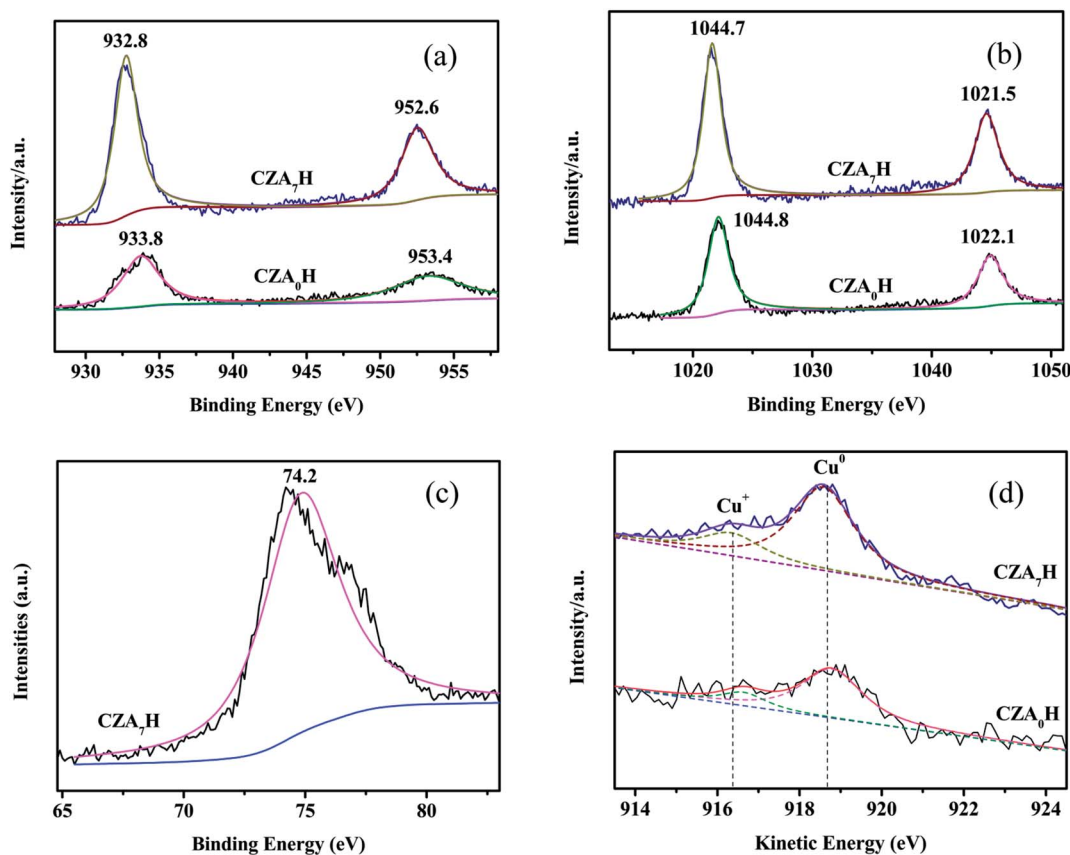 (a)
932.8
952.6
CZA₇H
933.8
953.4
CZA₀H
Intensity/a.u.
930 935 940 945 950 955
Binding Energy (eV)
(b)
1044.7
1021.5
CZA₇H
1044.8
1022.1
CZA₀H
Intensity/a.u.
1020 1030 1040 1050
Binding Energy (eV)
(c)
74.2
CZA₇H
Intensities (a.u.)
65 70 75 80
Binding Energy (eV)
(d)
Cu⁰
Cu⁺
CZA₇H
CZA₀H
Intensity/a.u.
914 916 918 920 922 924
Kinetic Energy (eV)